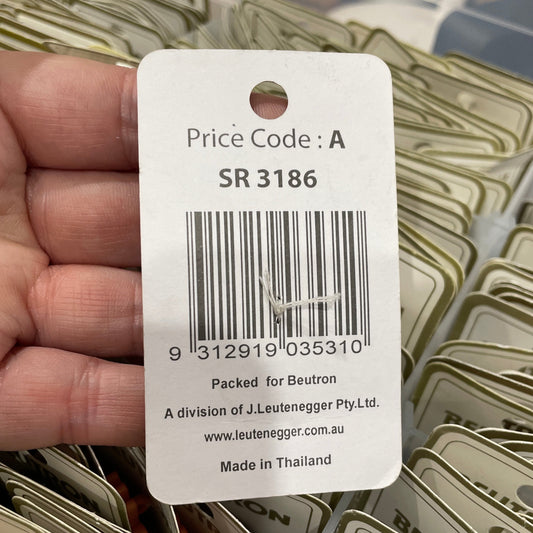 Price Code : A
SR 3186
9 312919 035310
Packed for Beutron
A division of J.Leutenegger Pty.Ltd.
www.leutenegger.com.au
Made in Thailand